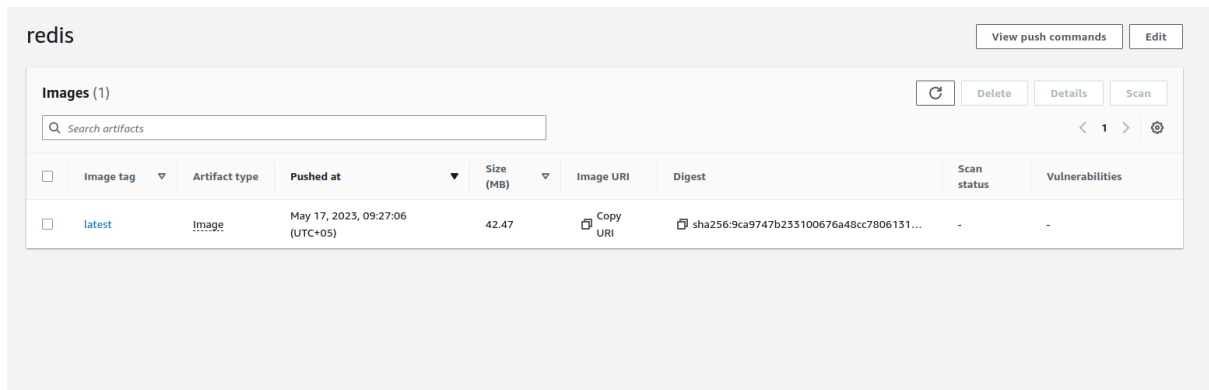 redis
View push commands
Edit
Images (1)
Delete
Details
Scan
Search artifacts
1
Image tag
Artifact type
Pushed at
Size
(MB)
Image URI
Digest
Scan
status
Vulnerabilities
latest
Image
May 17, 2023, 09:27:06
(UTC+05)
42.47
Copy
URI
sha256:9ca9747b233100676a48cc7806131...
-
-